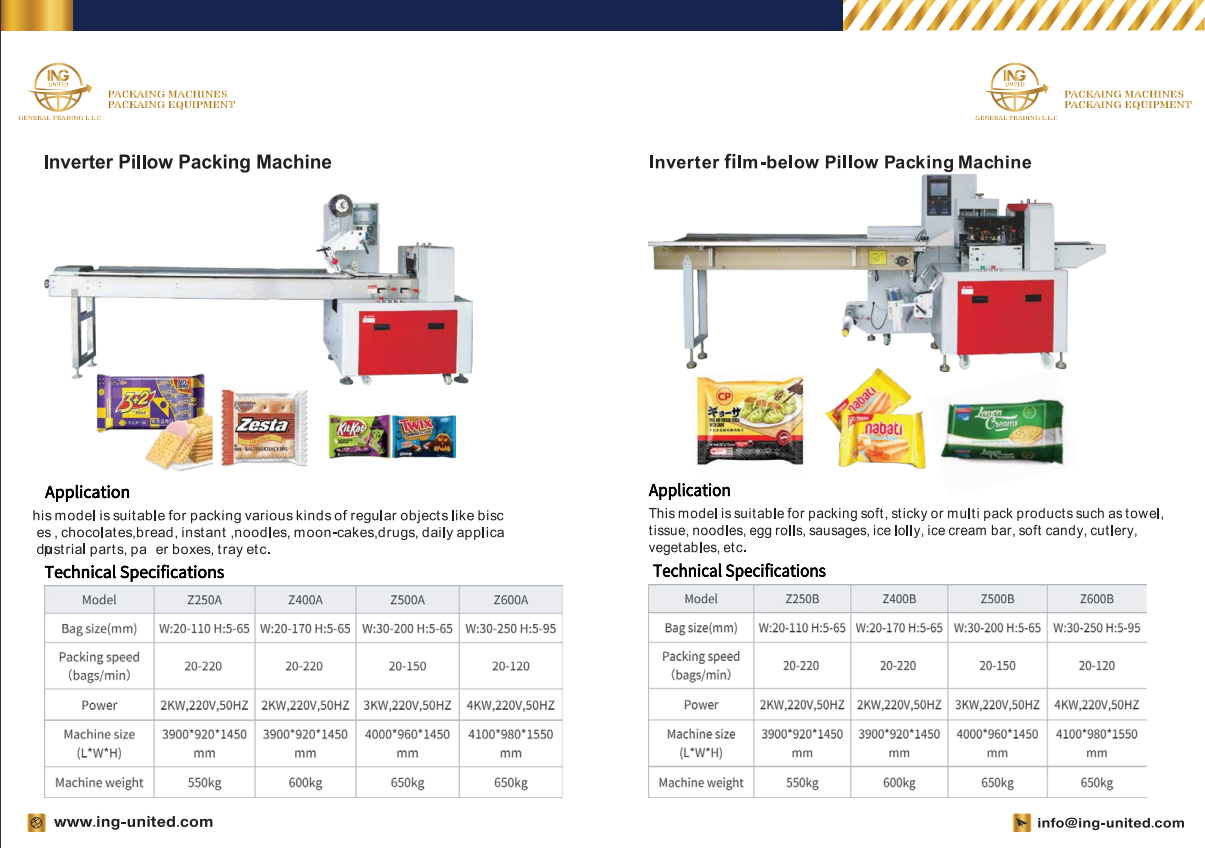 ING
UNITED
GENERAL TRADING L.L.C
PACKAING MACHINES
PACKAING EQUIPMENT
ING
UNITED
GENERAL TRADING L.L.C
PACKAING MACHINES
PACKAING EQUIPMENT
Inverter Pillow Packing Machine
3+2
Zesta
KitKat
TWIX
Application
his model is suitable for packing various kinds of regular objects like bisc
es , chocolates,bread, instant ,noodles, moon-cakes,drugs, daily applica
dustrial parts, pa er boxes, tray etc.
Technical Specifications
Model Z250A Z400A Z500A Z600A
Bag size(mm) W:20-110 H:5-65 W:20-170 H:5-65 W:30-200 H:5-65 W:30-250 H:5-95
Packing speed
(bags/min) 20-220 20-220 20-150 20-120
Power 2KW,220V,50HZ 2KW,220V,50HZ 3KW,220V,50HZ 4KW,220V,50HZ
Machine size 3900*920*1450 3900*920*1450 4000*960*1450 4100*980*1550
(L*W*H) mm mm mm mm
Machine weight 550kg 600kg 650kg 650kg
www.ing-united.com
Inverter film-below Pillow Packing Machine
CP
ギョーザ
nabati
nabati
Lemon
Creams
Application
This model is suitable for packing soft, sticky or multi pack products such as towel,
tissue, noodles, egg rolls, sausages, ice lolly, ice cream bar, soft candy, cutlery,
vegetables, etc.
Technical Specifications
Model Z250B Z400B Z500B Z600B
Bag size(mm) W:20-110 H:5-65 W:20-170 H:5-65 W:30-200 H:5-65 W:30-250 H:5-95
Packing speed
(bags/min) 20-220 20-220 20-150 20-120
Power 2KW,220V,50HZ 2KW,220V,50HZ 3KW,220V,50HZ 4KW,220V,50HZ
Machine size 3900*920*1450 3900*920*1450 4000*960*1450 4100*980*1550
(L*W*H) mm mm mm mm
Machine weight 550kg 600kg 650kg 650kg
info@ing-united.com